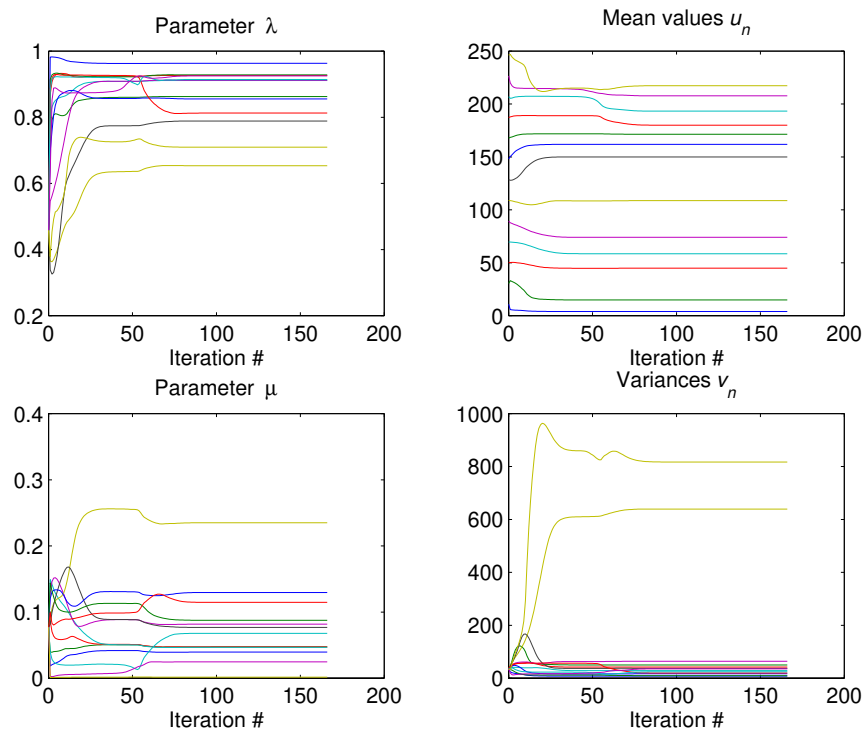 Parameter λ
1
0.8
0.6
0.4
0.2
0 50 100 150 200
Iteration #
Mean values u_n
250
200
150
100
50
0
0 50 100 150 200
Iteration #
Parameter μ
0.4
0.3
0.2
0.1
0
0 50 100 150 200
Iteration #
Variances v_n
1000
800
600
400
200
0
0 50 100 150 200
Iteration #